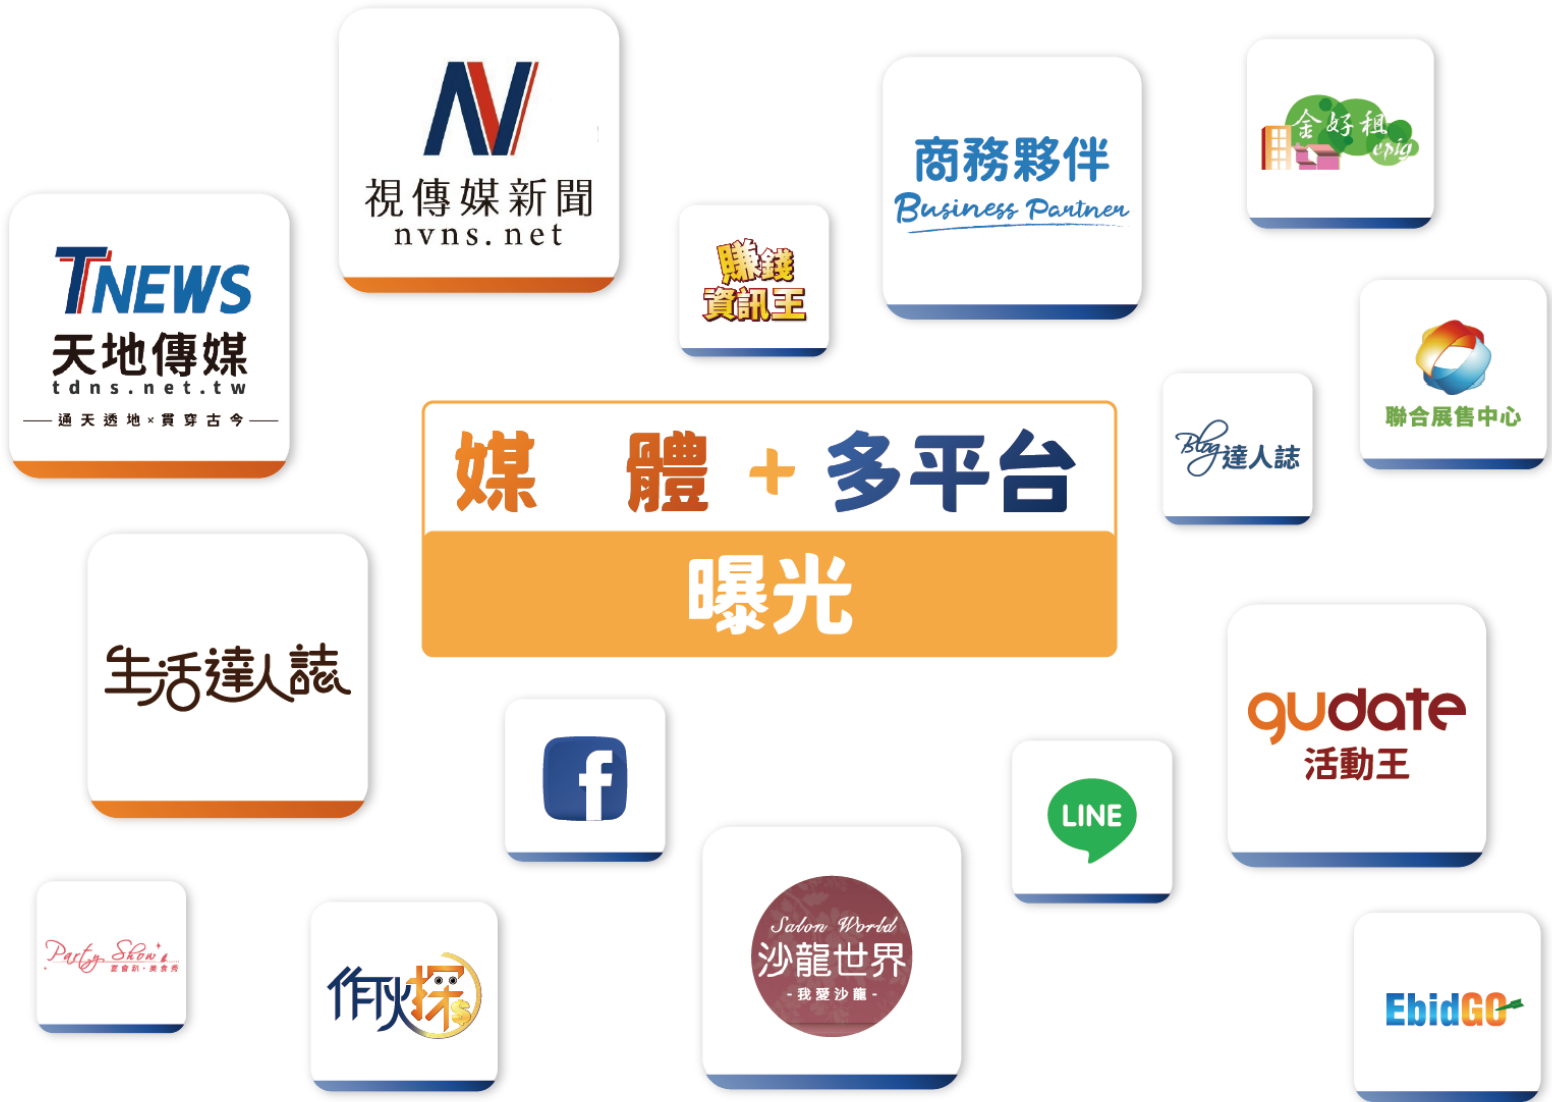 視傳媒新聞
nvns.net
商務夥伴
Business Partner
金好租
epig
TNEWS
天地傳媒
tdns.net.tw
通天透地×貫穿古今
賺錢
資訊王
聯合展售中心
Blog達人誌
媒 體 + 多平台
曝光
生活達人誌
f
LINE
gudate
活動王
Party Show
Salon World
沙龍世界
-我愛沙龍-
作伙探
$
EbidGO